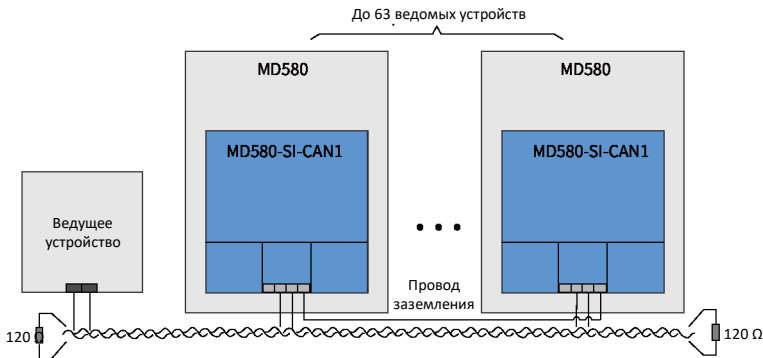 До 63 ведомых устройств
MD580
MD580
MD580-SI-CAN1
MD580-SI-CAN1
Ведущее
устройство
Провод
заземления
120 Ω
120 Ω